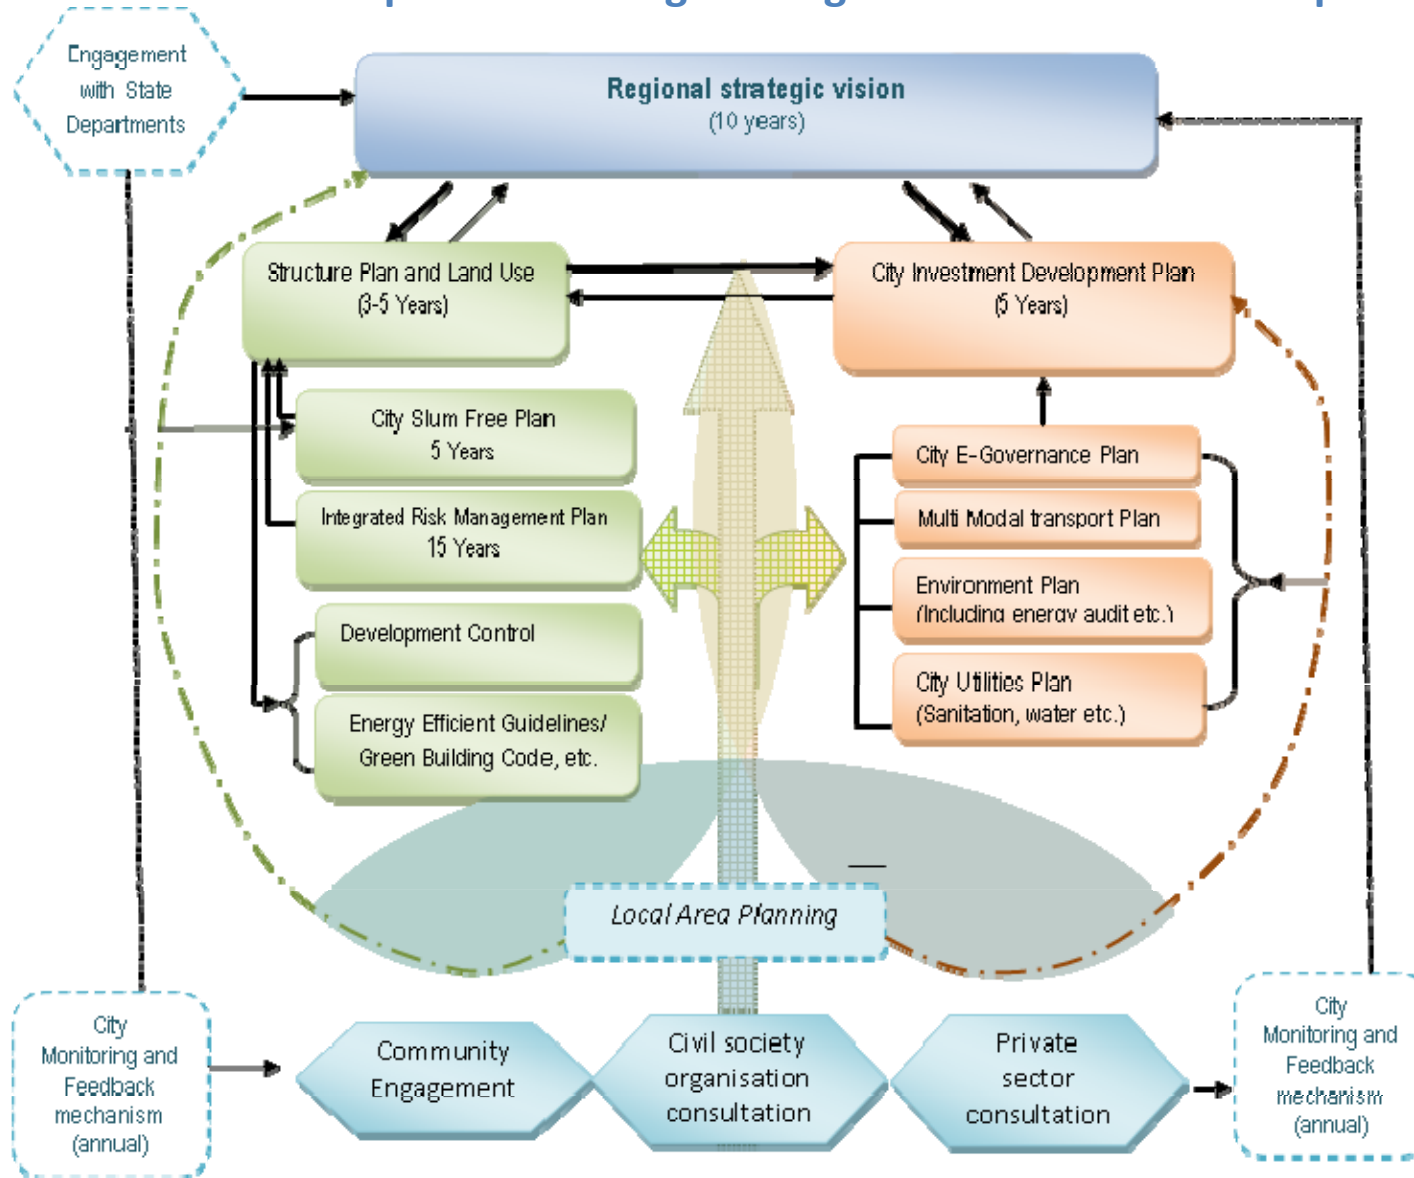 Engagement
with State
Departments
Regional strategic vision
(10 years)
Structure Plan and Land Use
(3-5 Years)
City Investment Development Plan
(5 Years)
City Slum Free Plan
5 Years
Integrated Risk Management Plan
15 Years
Development Control
Energy Efficient Guidelines/
Green Building Code, etc.
City E-Governance Plan
Multi Modal transport Plan
Environment Plan
(Including energy audit etc.)
City Utilities Plan
(Sanitation, water etc.)
Local Area Planning
City
Monitoring and
Feedback
mechanism
(annual)
Community
Engagement
Civil society
organisation
consultation
Private
sector
consultation
City
Monitoring and
Feedback
mechanism
(annual)